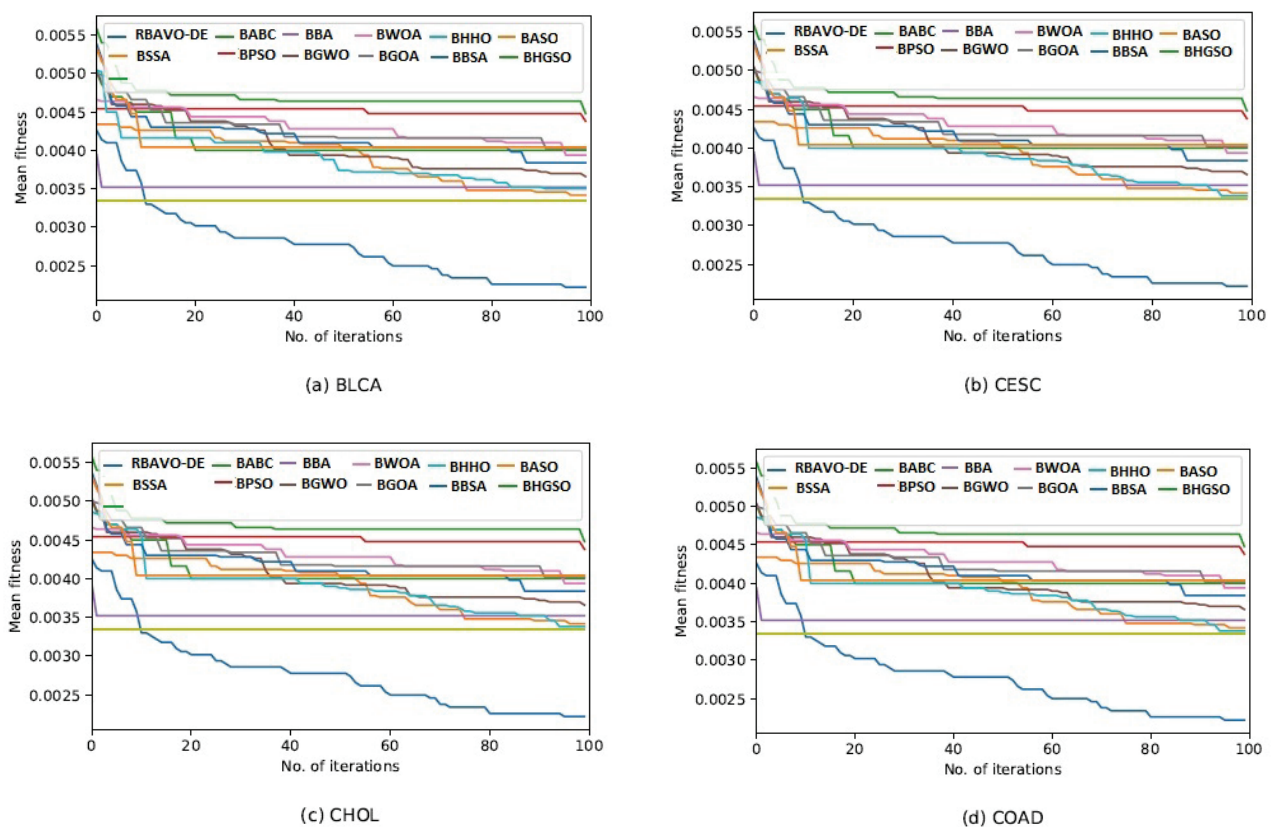 RBAVO-DE BABC BBA BWOA BHHO BASO
BSSA BPSO BGWO BGOA BBSA BHGSO
0.0055
0.0050
0.0045
0.0040
0.0035
0.0030
0.0025
Mean fitness
0 20 40 60 80 100
No. of iterations
(a) BLCA
RBAVO-DE BABC BBA BWOA BHHO BASO
BSSA BPSO BGWO BGOA BBSA BHGSO
0.0055
0.0050
0.0045
0.0040
0.0035
0.0030
0.0025
Mean fitness
0 20 40 60 80 100
No. of iterations
(b) CESC
RBAVO-DE BABC BBA BWOA BHHO BASO
BSSA BPSO BGWO BGOA BBSA BHGSO
0.0055
0.0050
0.0045
0.0040
0.0035
0.0030
0.0025
Mean fitness
0 20 40 60 80 100
No. of iterations
(c) CHOL
RBAVO-DE BABC BBA BWOA BHHO BASO
BSSA BPSO BGWO BGOA BBSA BHGSO
0.0055
0.0050
0.0045
0.0040
0.0035
0.0030
0.0025
Mean fitness
0 20 40 60 80 100
No. of iterations
(d) COAD